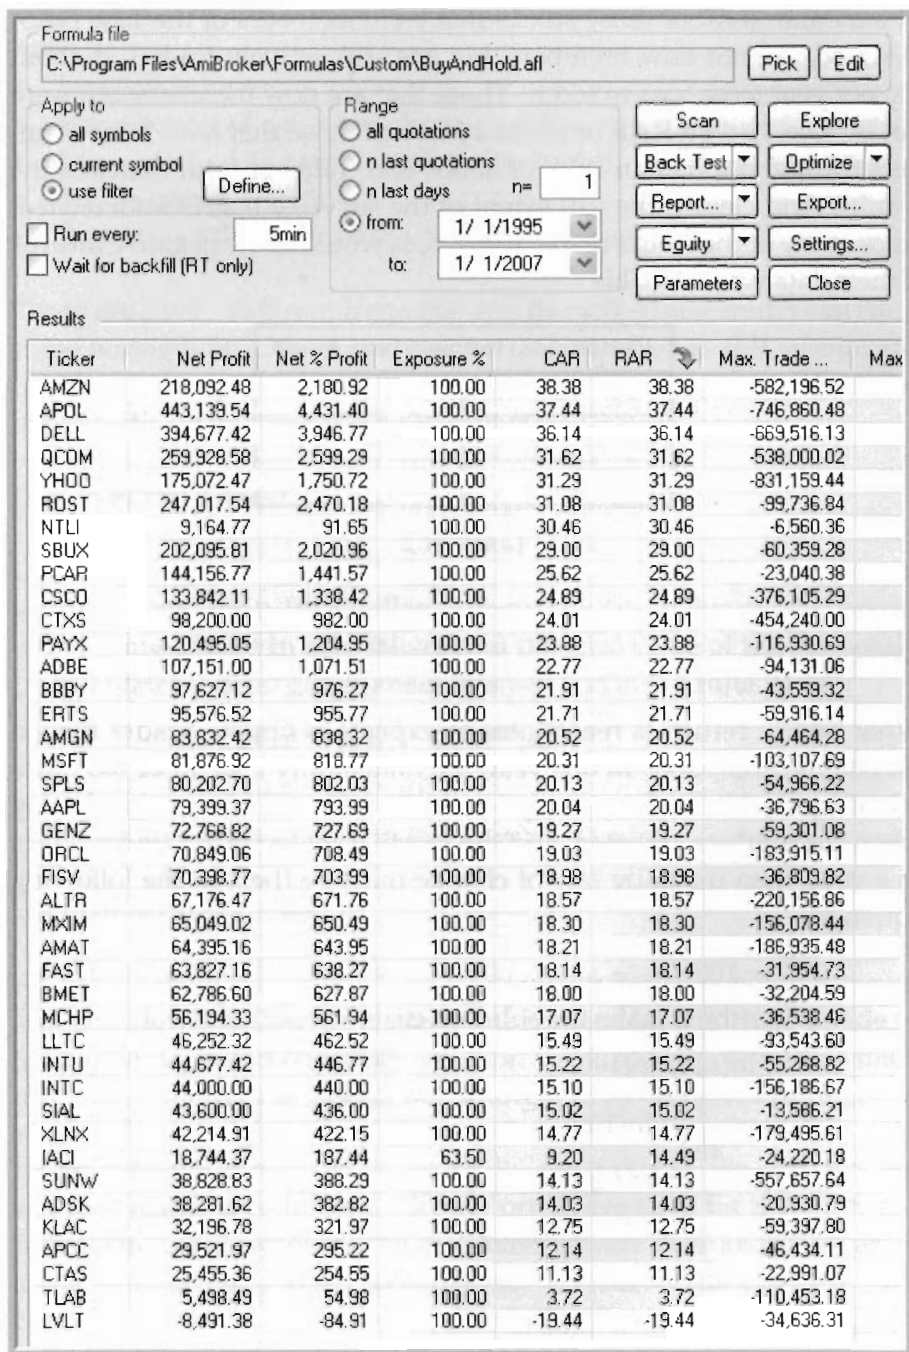 Formula file
C:\Program Files\AmiBroker\Formulas\Custom\BuyAndHold.afl Pick Edit
Apply to
all symbols
current symbol
use filter Define...
Run every: 5min
Wait for backfill (RT only)
Range
all quotations
n last quotations
n last days n= 1
from: 1/ 1/1995
to: 1/ 1/2007
Scan Explore
Back Test Optimize
Report... Export...
Equity Settings...
Parameters Close
Results
Ticker Net Profit Net % Profit Exposure % CAR RAR Max. Trade ... Max
AMZN 218,092.48 2,180.92 100.00 38.38 38.38 -582,196.52
APOL 443,139.54 4,431.40 100.00 37.44 37.44 -746,860.48
DELL 394,677.42 3,946.77 100.00 36.14 36.14 -669,516.13
QCOM 259,928.58 2,599.29 100.00 31.62 31.62 -538,000.02
YHOO 175,072.47 1,750.72 100.00 31.29 31.29 -831,159.44
ROST 247,017.54 2,470.18 100.00 31.08 31.08 -99,736.84
NTLI 9,164.77 91.65 100.00 30.46 30.46 -6,560.36
SBUX 202,095.81 2,020.96 100.00 29.00 29.00 -60,359.28
PCAR 144,156.77 1,441.57 100.00 25.62 25.62 -23,040.38
CSCO 133,842.11 1,338.42 100.00 24.89 24.89 -376,105.29
CTXS 98,200.00 982.00 100.00 24.01 24.01 -454,240.00
PAYX 120,495.05 1,204.95 100.00 23.88 23.88 -116,930.69
ADBE 107,151.00 1,071.51 100.00 22.77 22.77 -94,131.06
BBBY 97,627.12 976.27 100.00 21.91 21.91 -43,559.32
ERTS 95,576.52 955.77 100.00 21.71 21.71 -59,916.14
AMGN 83,832.42 838.32 100.00 20.52 20.52 -64,464.28
MSFT 81,876.92 818.77 100.00 20.31 20.31 -103,107.69
SPLS 80,202.70 802.03 100.00 20.13 20.13 -54,966.22
AAPL 79,399.37 793.99 100.00 20.04 20.04 -36,796.63
GENZ 72,768.82 727.69 100.00 19.27 19.27 -59,301.08
ORCL 70,849.06 708.49 100.00 19.03 19.03 -183,915.11
FISV 70,398.77 703.99 100.00 18.98 18.98 -36,809.82
ALTR 67,176.47 671.76 100.00 18.57 18.57 -220,156.86
MXIM 65,049.02 650.49 100.00 18.30 18.30 -156,078.44
AMAT 64,395.16 643.95 100.00 18.21 18.21 -186,935.48
FAST 63,827.16 638.27 100.00 18.14 18.14 -31,954.73
BMET 62,786.60 627.87 100.00 18.00 18.00 -32,204.59
MCHP 56,194.33 561.94 100.00 17.07 17.07 -36,538.46
LLTC 46,252.32 462.52 100.00 15.49 15.49 -93,543.60
INTU 44,677.42 446.77 100.00 15.22 15.22 -55,268.82
INTC 44,000.00 440.00 100.00 15.10 15.10 -156,186.67
SIAL 43,600.00 436.00 100.00 15.02 15.02 -13,586.21
XLNX 42,214.91 422.15 100.00 14.77 14.77 -179,495.61
IACI 18,744.37 187.44 63.50 9.20 14.49 -24,220.18
SUNW 38,828.83 388.29 100.00 14.13 14.13 -557,657.64
ADSK 38,281.62 382.82 100.00 14.03 14.03 -20,930.79
KLAC 32,196.78 321.97 100.00 12.75 12.75 -59,397.80
APCC 29,521.97 295.22 100.00 12.14 12.14 -46,434.11
CTAS 25,455.36 254.55 100.00 11.13 11.13 -22,991.07
TLAB 5,498.49 54.98 100.00 3.72 3.72 -110,453.18
LVLT -8,491.38 -84.91 100.00 -19.44 -19.44 -34,636.31